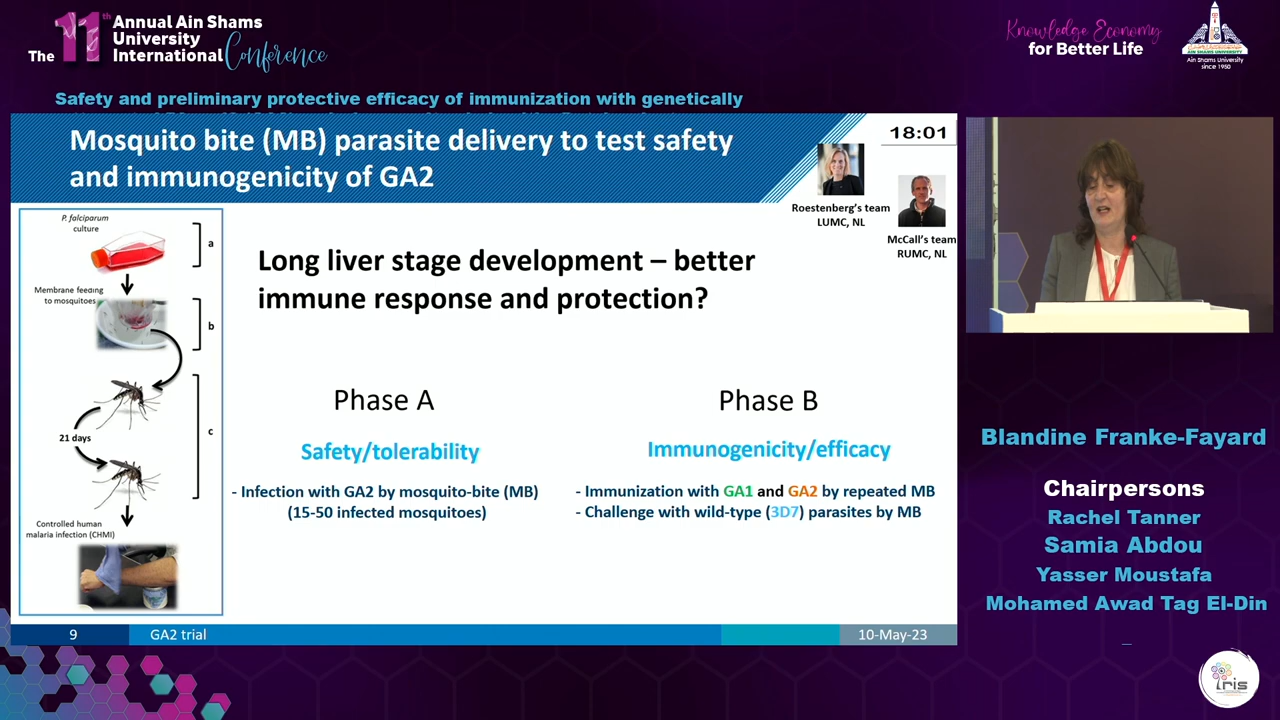 The 11th Annual Ain Shams
University
International Conference
Knowledge Economy
for Better Life
AIN SHAMS UNIVERSITY
Ain Shams University
since 1950
Safety and preliminary protective efficacy of immunization with genetically
Mosquito bite (MB) parasite delivery to test safety
and immunogenicity of GA2
18:01
Roestenberg's team
LUMC, NL
McCall's team
RUMC, NL
P. falciparum
culture
a
Membrane feeding
to mosquitoes
b
21 days
c
Controlled human
malaria infection (CHMI)
Long liver stage development – better
immune response and protection?
Phase A
Safety/tolerability
- Infection with GA2 by mosquito-bite (MB)
(15-50 infected mosquitoes)
Phase B
Immunogenicity/efficacy
- Immunization with GA1 and GA2 by repeated MB
- Challenge with wild-type (3D7) parasites by MB
9
GA2 trial
10-May-23
Blandine Franke-Fayard
Chairpersons
Rachel Tanner
Samia Abdou
Yasser Moustafa
Mohamed Awad Tag El-Din
iris